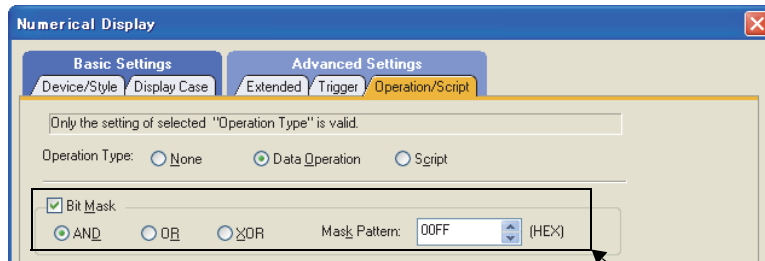 Numerical Display
Basic Settings Advanced Settings
Device/Style Display Case Extended Trigger Operation/Script
Only the setting of selected "Operation Type" is valid.
Operation Type: None Data Operation Script
Bit Mask
AND OR XOR Mask Pattern: 00FF (HEX)